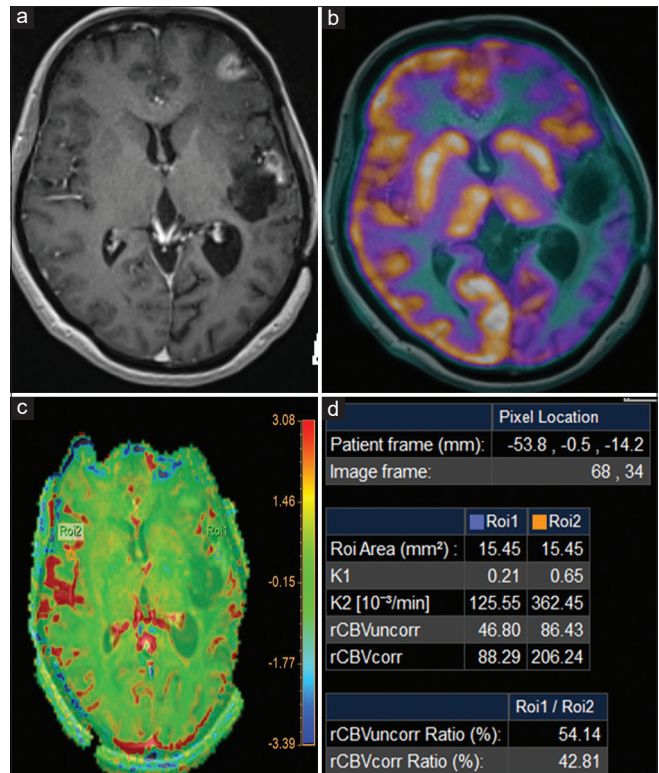 a
b
c
3.08
1.46
-0.15
-1.77
-3.39
Roi2
Roi1
d
Pixel Location
Patient frame (mm): -53.8 , -0.5 , -14.2
Image frame: 68 , 34
Roi1 Roi2
Roi Area (mm²) : 15.45 15.45
K1 0.21 0.65
K2 [10⁻³/min] 125.55 362.45
rCBVuncorr 46.80 86.43
rCBVcorr 88.29 206.24
Roi1 / Roi2
rCBVuncorr Ratio (%): 54.14
rCBVcorr Ratio (%): 42.81